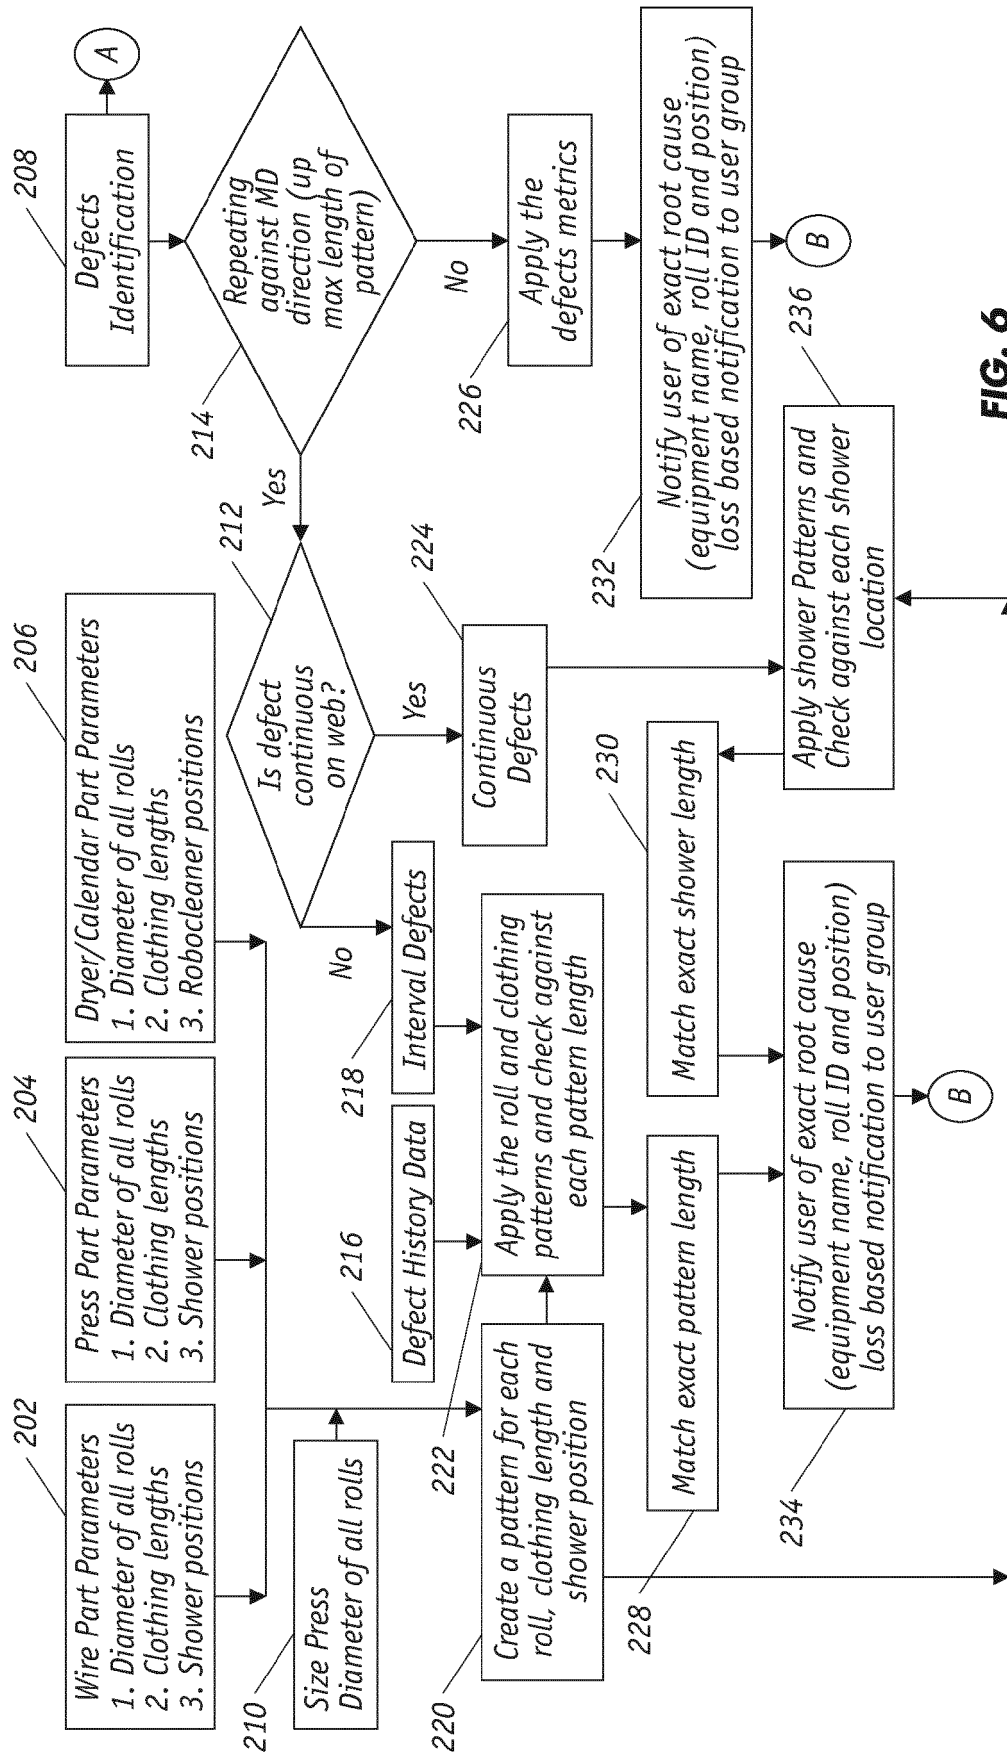 202
Wire Part Parameters
1. Diameter of all rolls
2. Clothing lengths
3. Shower positions
204
Press Part Parameters
1. Diameter of all rolls
2. Clothing lengths
3. Shower positions
206
Dryer/Calendar Part Parameters
1. Diameter of all rolls
2. Clothing lengths
3. Robocleaner positions
208
Defects
Identification
A
210
Size Press
Diameter of all rolls
212
Is defect
continuous
on web?
Yes
No
214
Repeating
against MD
direction (up
max length of
pattern)
Yes
No
216
Defect History Data
218
Interval Defects
224
Continuous
Defects
226
Apply the
defects metrics
220
Create a pattern for each
roll, clothing length and
shower position
222
Apply the roll and clothing
patterns and check against
each pattern length
228
Match exact pattern length
230
Match exact shower length
232
Notify user of exact root cause
(equipment name, roll ID and position)
loss based notification to user group
B
234
Notify user of exact root cause
(equipment name, roll ID and position)
loss based notification to user group
B
236
Apply shower Patterns and
Check against each shower
location
FIG. 6